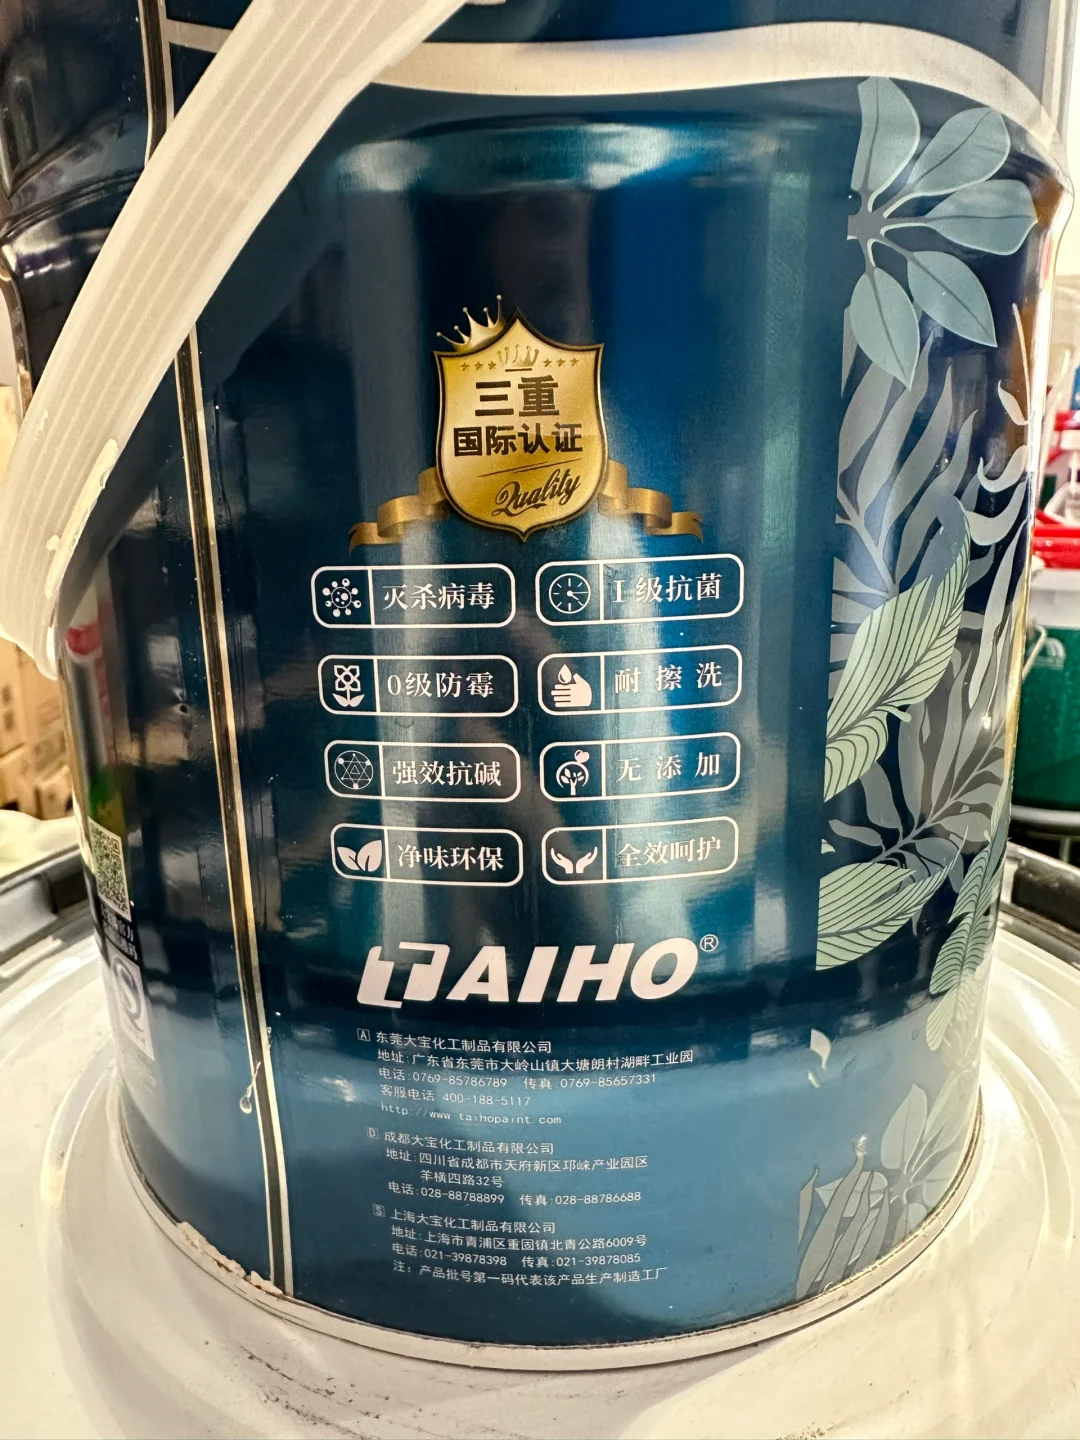 三重
国际认证
Quality
灭杀病毒
I级抗菌
0级防霉
耐擦洗
强效抗碱
无添加
净味环保
全效呵护
TAIHO®
A 东莞大宝化工制品有限公司
地址:广东省东莞市大岭山镇大塘朗村湖畔工业园
电话:0769-85786789 传真:0769-85657331
客服电话:400-188-5117
http://www.taihopaint.com
D 成都大宝化工制品有限公司
地址:四川省成都市天府新区邛崃产业园区
羊横四路32号
电话:028-88788899 传真:028-88786688
S 上海大宝化工制品有限公司
地址:上海市青浦区重固镇北青公路6009号
电话:021-39878398 传真:021-39878085
注:产品批号第一码代表该产品生产制造工厂